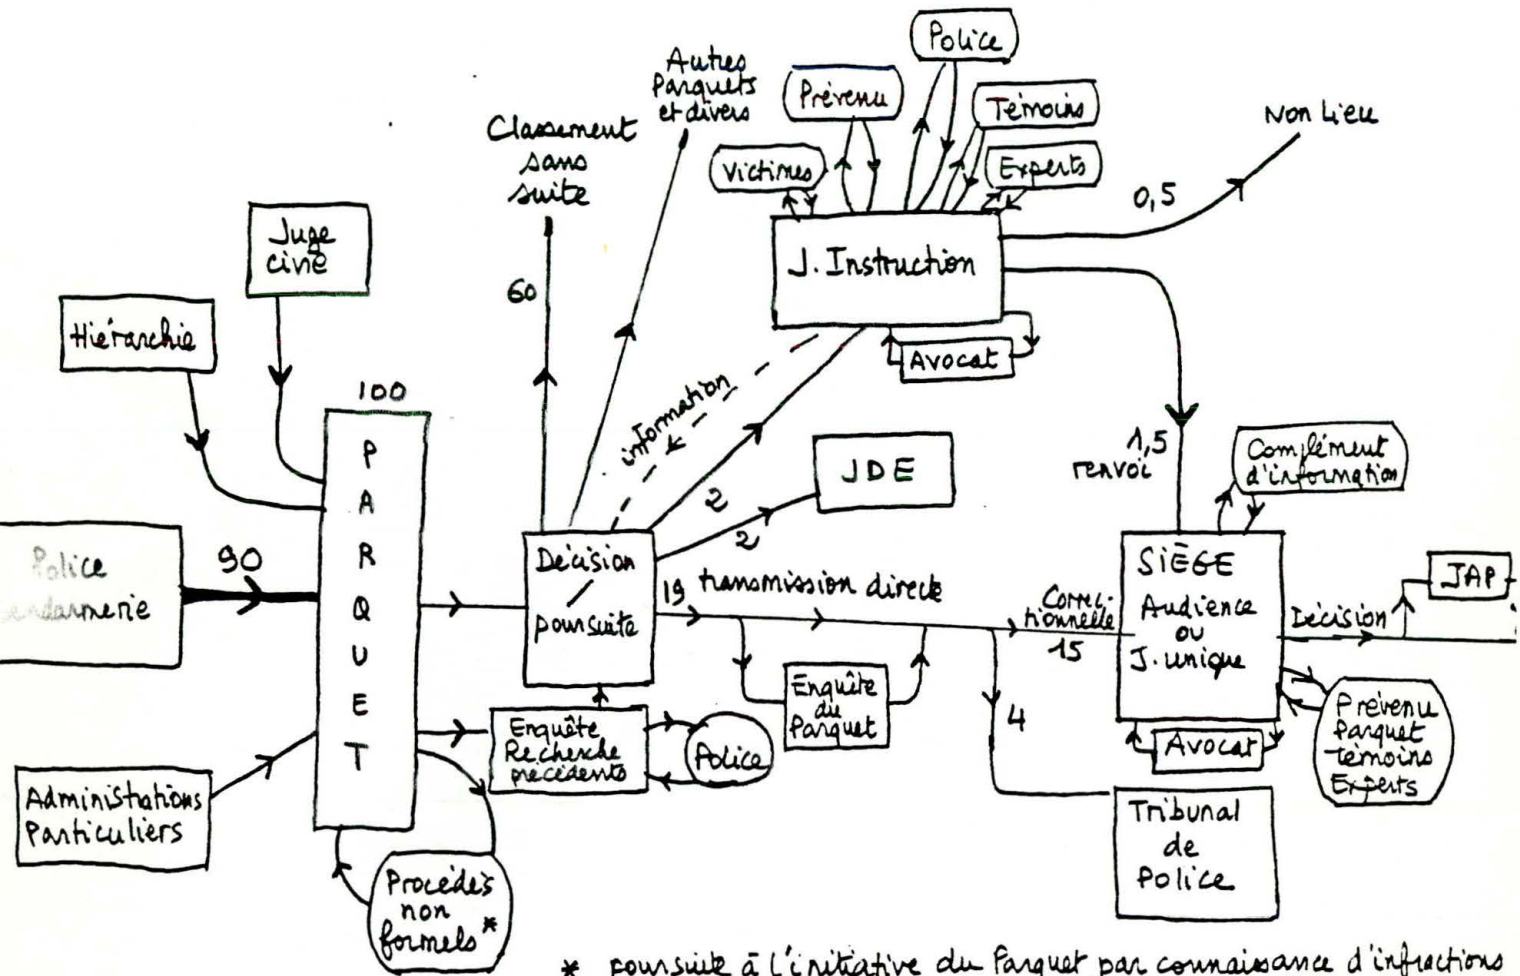 Police
Prévenu
Témoins
Victimes
Experts
Autres
Parquets
et divers
Classement
sans
suite
Non Lieu
0,5
J. Instruction
Avocat
Juge
civil
Hiérarchie
60
100
PARQUET
information
2
2
JDE
1,5
renvoi
Complément
d'information
Police
endarmerie
90
Décision
/
poursuite
19 transmission directe
Correc-
tionnelle
15
SIÈGE
Audience
ou
J. unique
Décision
JAP
Enquête
du
Parquet
4
Avocat
Prévenu
Parquet
témoins
Experts
Enquête
Recherche
précédents
Police
Administrations
Particuliers
Procédés
non
formels *
Tribunal
de
Police
* poursuite à l'initiative du Parquet par connaissance d'infractions